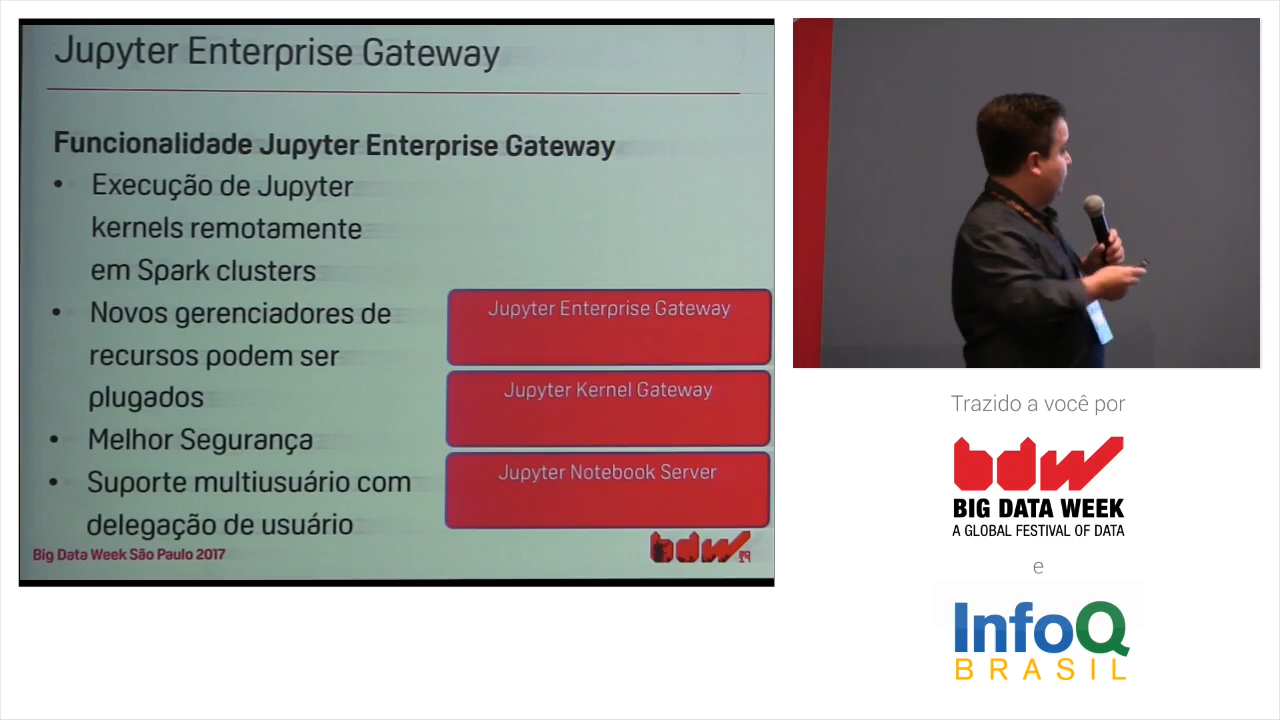 Jupyter Enterprise Gateway
Funcionalidade Jupyter Enterprise Gateway
• Execução de Jupyter
kernels remotamente
em Spark clusters
• Novos gerenciadores de
recursos podem ser
plugados
• Melhor Segurança
• Suporte multiusuário com
delegação de usuário
Jupyter Enterprise Gateway
Jupyter Kernel Gateway
Jupyter Notebook Server
Big Data Week São Paulo 2017
bdw
Trazido a você por
bdw
BIG DATA WEEK
A GLOBAL FESTIVAL OF DATA
e
InfoQ
BRASIL